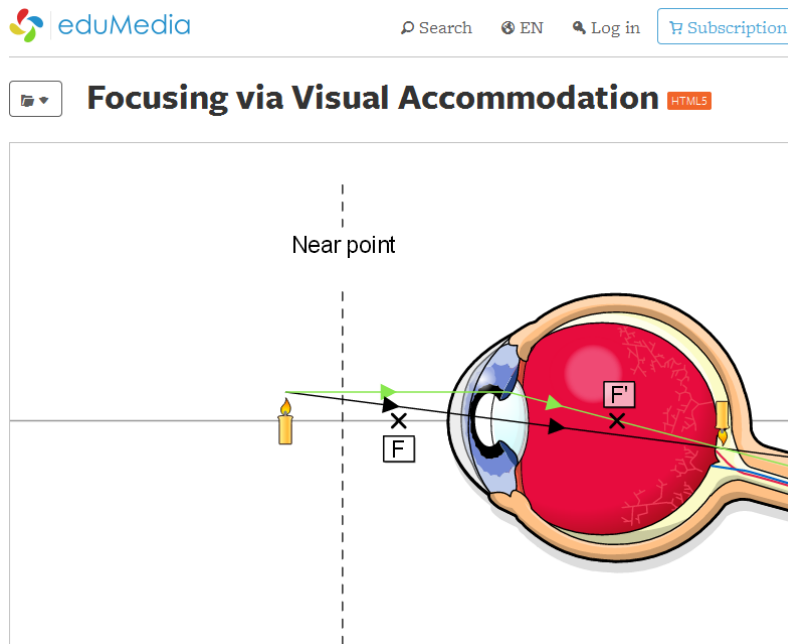 eduMedia
Search EN Log in Subscription
Focusing via Visual Accommodation HTML5
Near point
F'
F